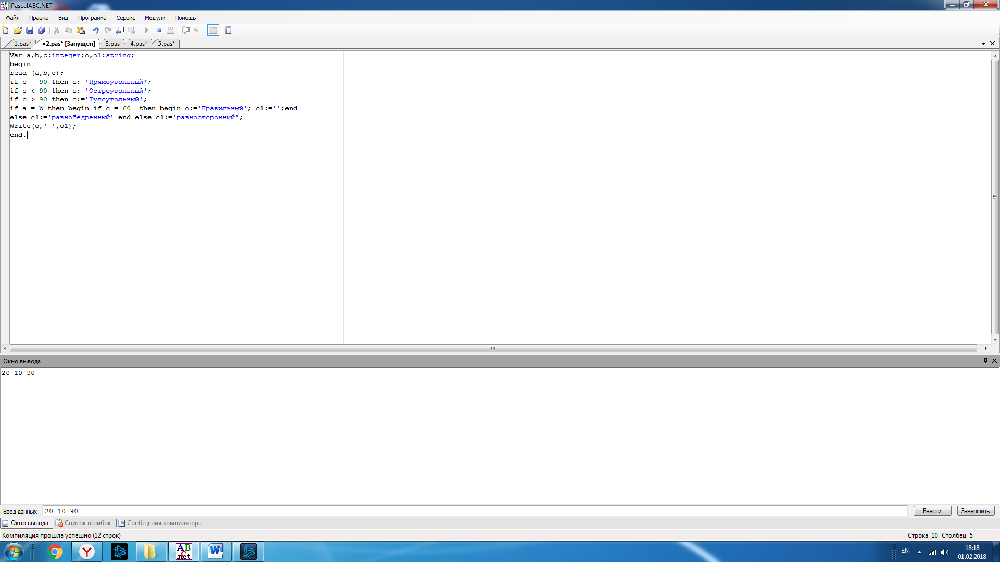 PascalABC.NET
Файл Правка Вид Программа Сервис Модули Помощь
1.pas* ●2.pas* [Запущен] 3.pas 4.pas* 5.pas*
Var a,b,c:integer;o,o1:string;
begin
read (a,b,c);
if c = 90 then o:='Прямоугольный';
if c < 90 then o:='Остроугольный';
if c > 90 then o:='Тупоугольный';
if a = b then begin if c = 60  then begin o:='Правильный'; o1:='';end
else o1:='равнобедренный' end else o1:='разносторонний';
Write(o,' ',o1);
end.
Окно вывода
20 10 90
Ввод данных: 20 10 90 Ввести Завершить
Окно вывода Список ошибок Сообщения компилятора
Компиляция прошла успешно (12 строк) Строка 10 Столбец 5
EN 18:18
01.02.2018